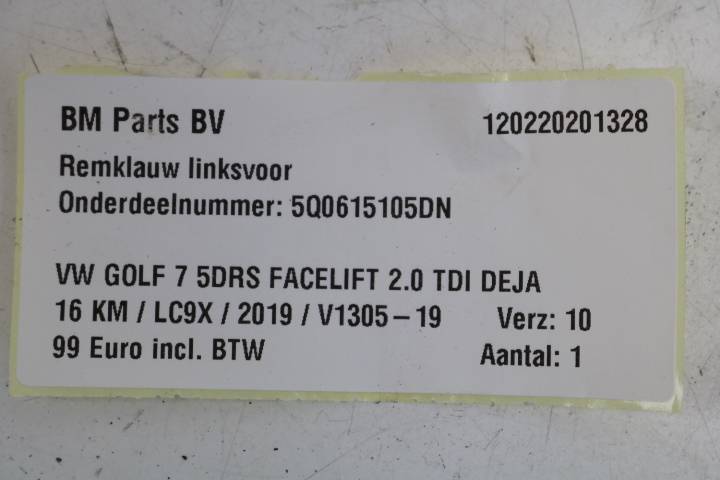 BM Parts BV 120220201328
Remklauw linksvoor
Onderdeelnummer: 5Q0615105DN
VW GOLF 7 5DRS FACELIFT 2.0 TDI DEJA
16 KM / LC9X / 2019 / V1305-19 Verz: 10
99 Euro incl. BTW Aantal: 1